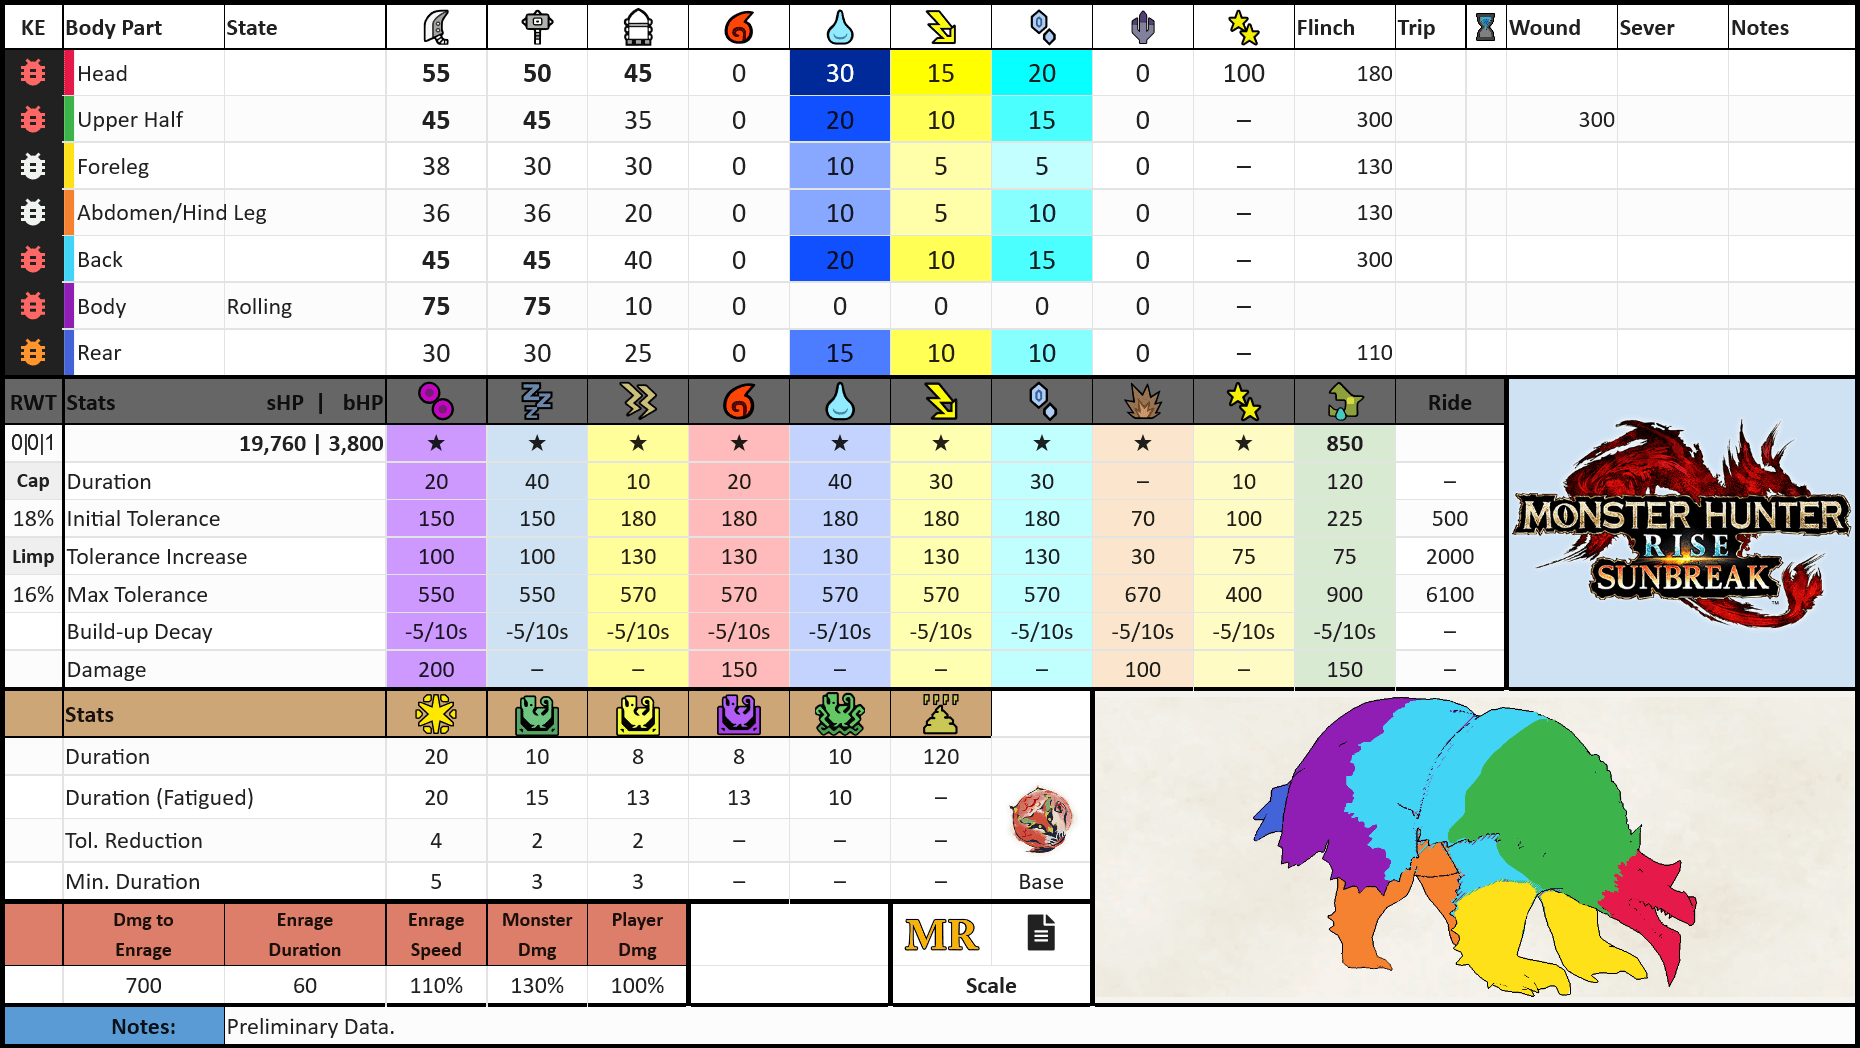 KE Body Part State Flinch Trip Wound Sever Notes
Head 55 50 45 0 30 15 20 0 100 180
Upper Half 45 45 35 0 20 10 15 0 – 300 300
Foreleg 38 30 30 0 10 5 5 0 – 130
Abdomen/Hind Leg 36 36 20 0 10 5 10 0 – 130
Back 45 45 40 0 20 10 15 0 – 300
Body Rolling 75 75 10 0 0 0 0 0 –
Rear 30 30 25 0 15 10 10 0 – 110
RWT Stats sHP | bHP Ride
0|0|1 19,760 | 3,800 ★ ★ ★ ★ ★ ★ ★ ★ ★ 850
Cap Duration 20 40 10 20 40 30 30 – 10 120 –
18% Initial Tolerance 150 150 180 180 180 180 180 70 100 225 500
Limp Tolerance Increase 100 100 130 130 130 130 130 30 75 75 2000
16% Max Tolerance 550 550 570 570 570 570 570 670 400 900 6100
Build-up Decay -5/10s -5/10s -5/10s -5/10s -5/10s -5/10s -5/10s -5/10s -5/10s -5/10s –
Damage 200 – – 150 – – – 100 – 150 –
MONSTER HUNTER
RISE
SUNBREAK
™
Stats
Duration 20 10 8 8 10 120
Duration (Fatigued) 20 15 13 13 10 –
Tol. Reduction 4 2 2 – – –
Min. Duration 5 3 3 – – – Base
Dmg to Enrage Enrage Monster Player
Enrage Duration Speed Dmg Dmg
MR
700 60 110% 130% 100% Scale
Notes: Preliminary Data.